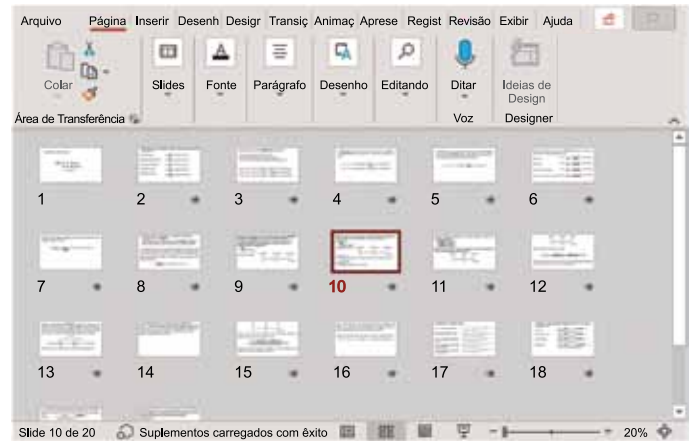 Arquivo Página Inserir Desenh Desigr Transiç Animaç Aprese Regist Revisão Exibir Ajuda
Colar Slides Fonte Parágrafo Desenho Editando Ditar Ideias de
Design
Área de Transferência Voz Designer
1 2 3 4 5 6
7 8 9 10 11 12
13 14 15 16 17 18
Slide 10 de 20 Suplementos carregados com êxito 20%